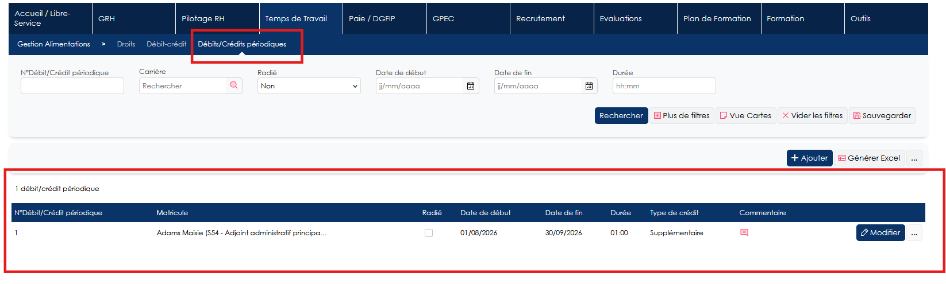 Accueil / Libre-Service GRH Pilotage RH Temps de Travail Paie / DGFIP GPEC Recrutement Evaluations Plan de Formation Formation Outils
Gestion Alimentations > Droits Débit-crédit Débits/Crédits périodiques
N°Débit/Crédit périodique Carrière Radié Date de début Date de fin Durée
Rechercher Non jj/mm/aaaa jj/mm/aaaa hh:mm
Rechercher Plus de filtres Vue Cartes Vider les filtres Sauvegarder
+ Ajouter Générer Excel ...
1 débit/crédit périodique
N°Débit/Crédit périodique Matricule Radié Date de début Date de fin Durée Type de crédit Commentaire
1 Adams Maisie (S54 - Adjoint administratif principa... 01/08/2026 30/09/2026 01:00 Supplémentaire Modifier ...